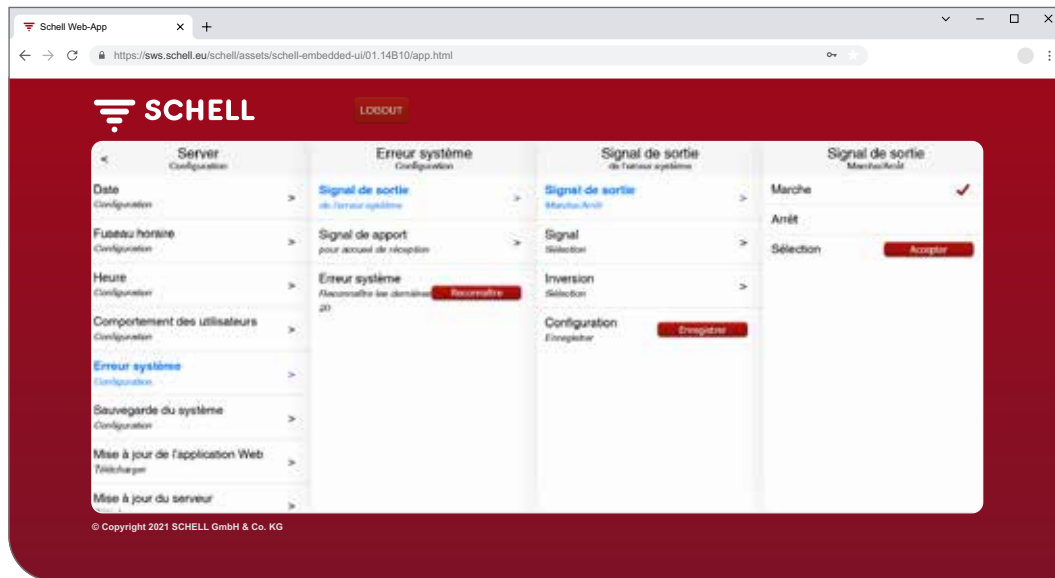 Schell Web-App
https://sws.schell.eu/schell/assets/schell-embedded-ui/01.14B10/app.html
SCHELL
LOGOUT
Server
Configuration
Date
Configuration
Fuseau horaire
Configuration
Heure
Configuration
Comportement des utilisateurs
Configuration
Erreur système
Configuration
Sauvegarde du système
Configuration
Mise à jour de l'application Web
Télécharger
Mise à jour du serveur
Erreur système
Configuration
Signal de sortie
de l'erreur système
Signal de apport
pour accueil de réception
Erreur système
Reconnaître les dernières
20
Reconnaître
Signal de sortie
de l'erreur système
Signal de sortie
Marche/Arrêt
Signal
Sélection
Inversion
Sélection
Configuration
Enregistrer
Enregistrer
Signal de sortie
Marche/Arrêt
Marche
Arrêt
Sélection
Accepter
© Copyright 2021 SCHELL GmbH & Co. KG